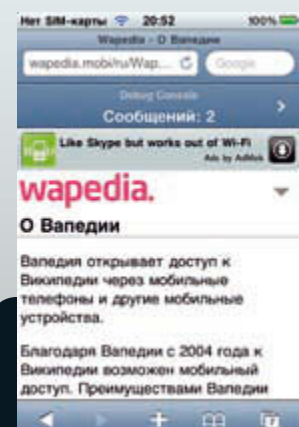 Нет SIM-карты 20:52 100%
Wapedia - О Вапедии
wapedia.mobi/ru/Wap... Google
Debug Console
Сообщений: 2
Like Skype but works out of Wi-Fi
Ads by AdMob
wapedia.
О Вапедии
Вапедия открывает доступ к
Википедии через мобильные
телефоны и другие мобильные
устройства.
Благодаря Вапедии с 2004 года к
Википедии возможен мобильный
доступ. Преимуществами Вапедии